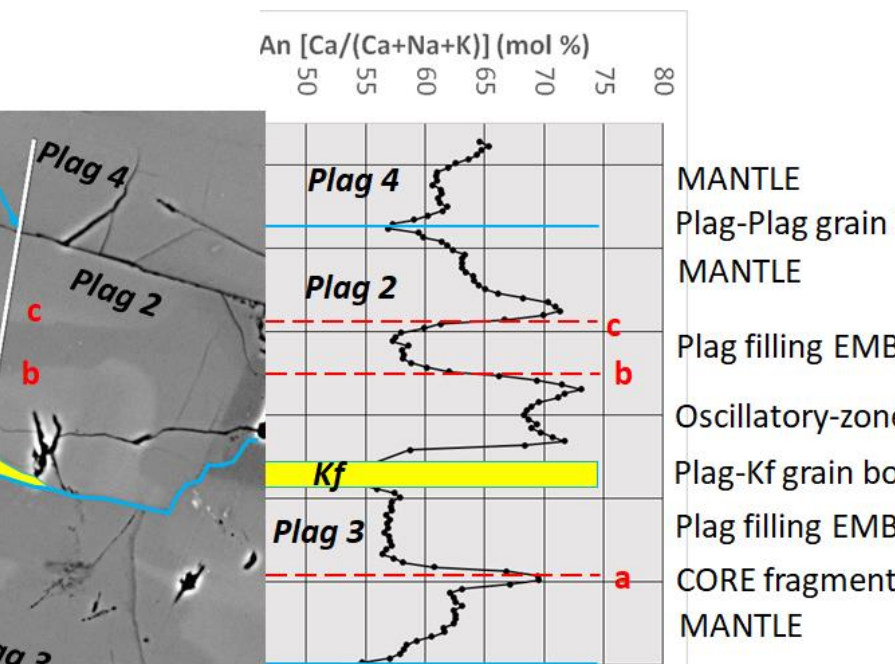 An [Ca/(Ca+Na+K)] (mol %)
50 55 60 65 70 75 80
Plag 4
Plag 4
MANTLE
Plag-Plag grain
MANTLE
Plag 2
Plag 2
c
c
Plag filling EMB
b
b
Oscillatory-zone
Kf
Plag-Kf grain bo
Plag 3
Plag filling EMB
a
CORE fragment
MANTLE
ag 3